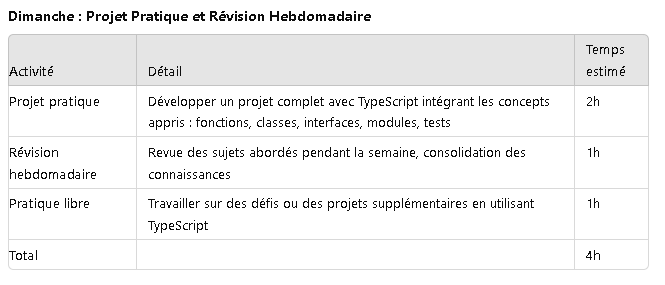 Dimanche : Projet Pratique et Révision Hebdomadaire
Activité Détail Temps estimé
Projet pratique Développer un projet complet avec TypeScript intégrant les concepts
appris : fonctions, classes, interfaces, modules, tests 2h
Révision hebdomadaire Revue des sujets abordés pendant la semaine, consolidation des
connaissances 1h
Pratique libre Travailler sur des défis ou des projets supplémentaires en utilisant
TypeScript 1h
Total 4h